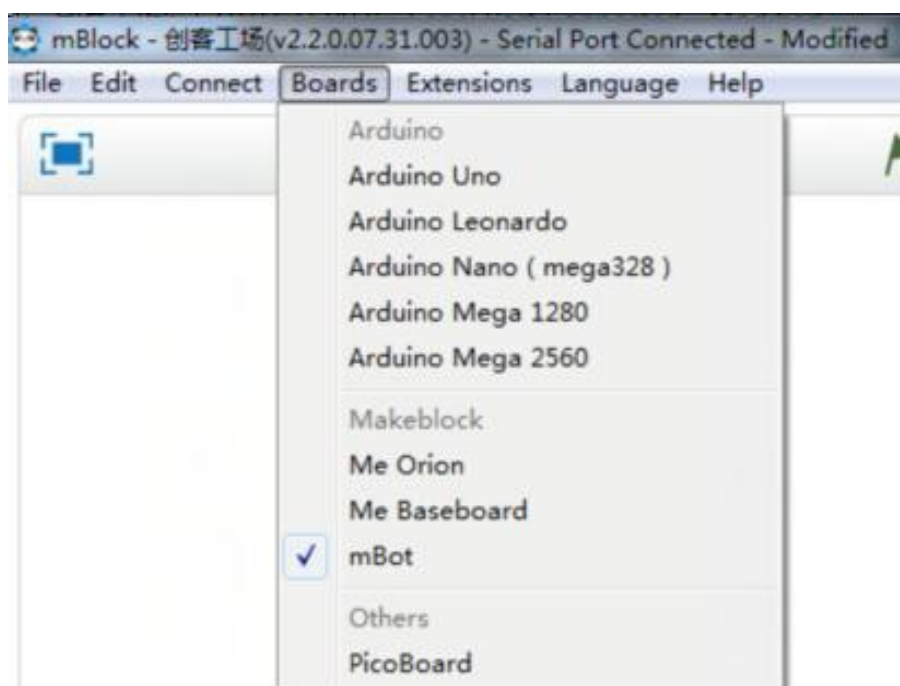 mBlock - 创客工场(v2.2.0.07.31.003) - Serial Port Connected - Modified
File Edit Connect Boards Extensions Language Help
Arduino
Arduino Uno
Arduino Leonardo
Arduino Nano ( mega328 )
Arduino Mega 1280
Arduino Mega 2560
Makeblock
Me Orion
Me Baseboard
mBot
Others
PicoBoard